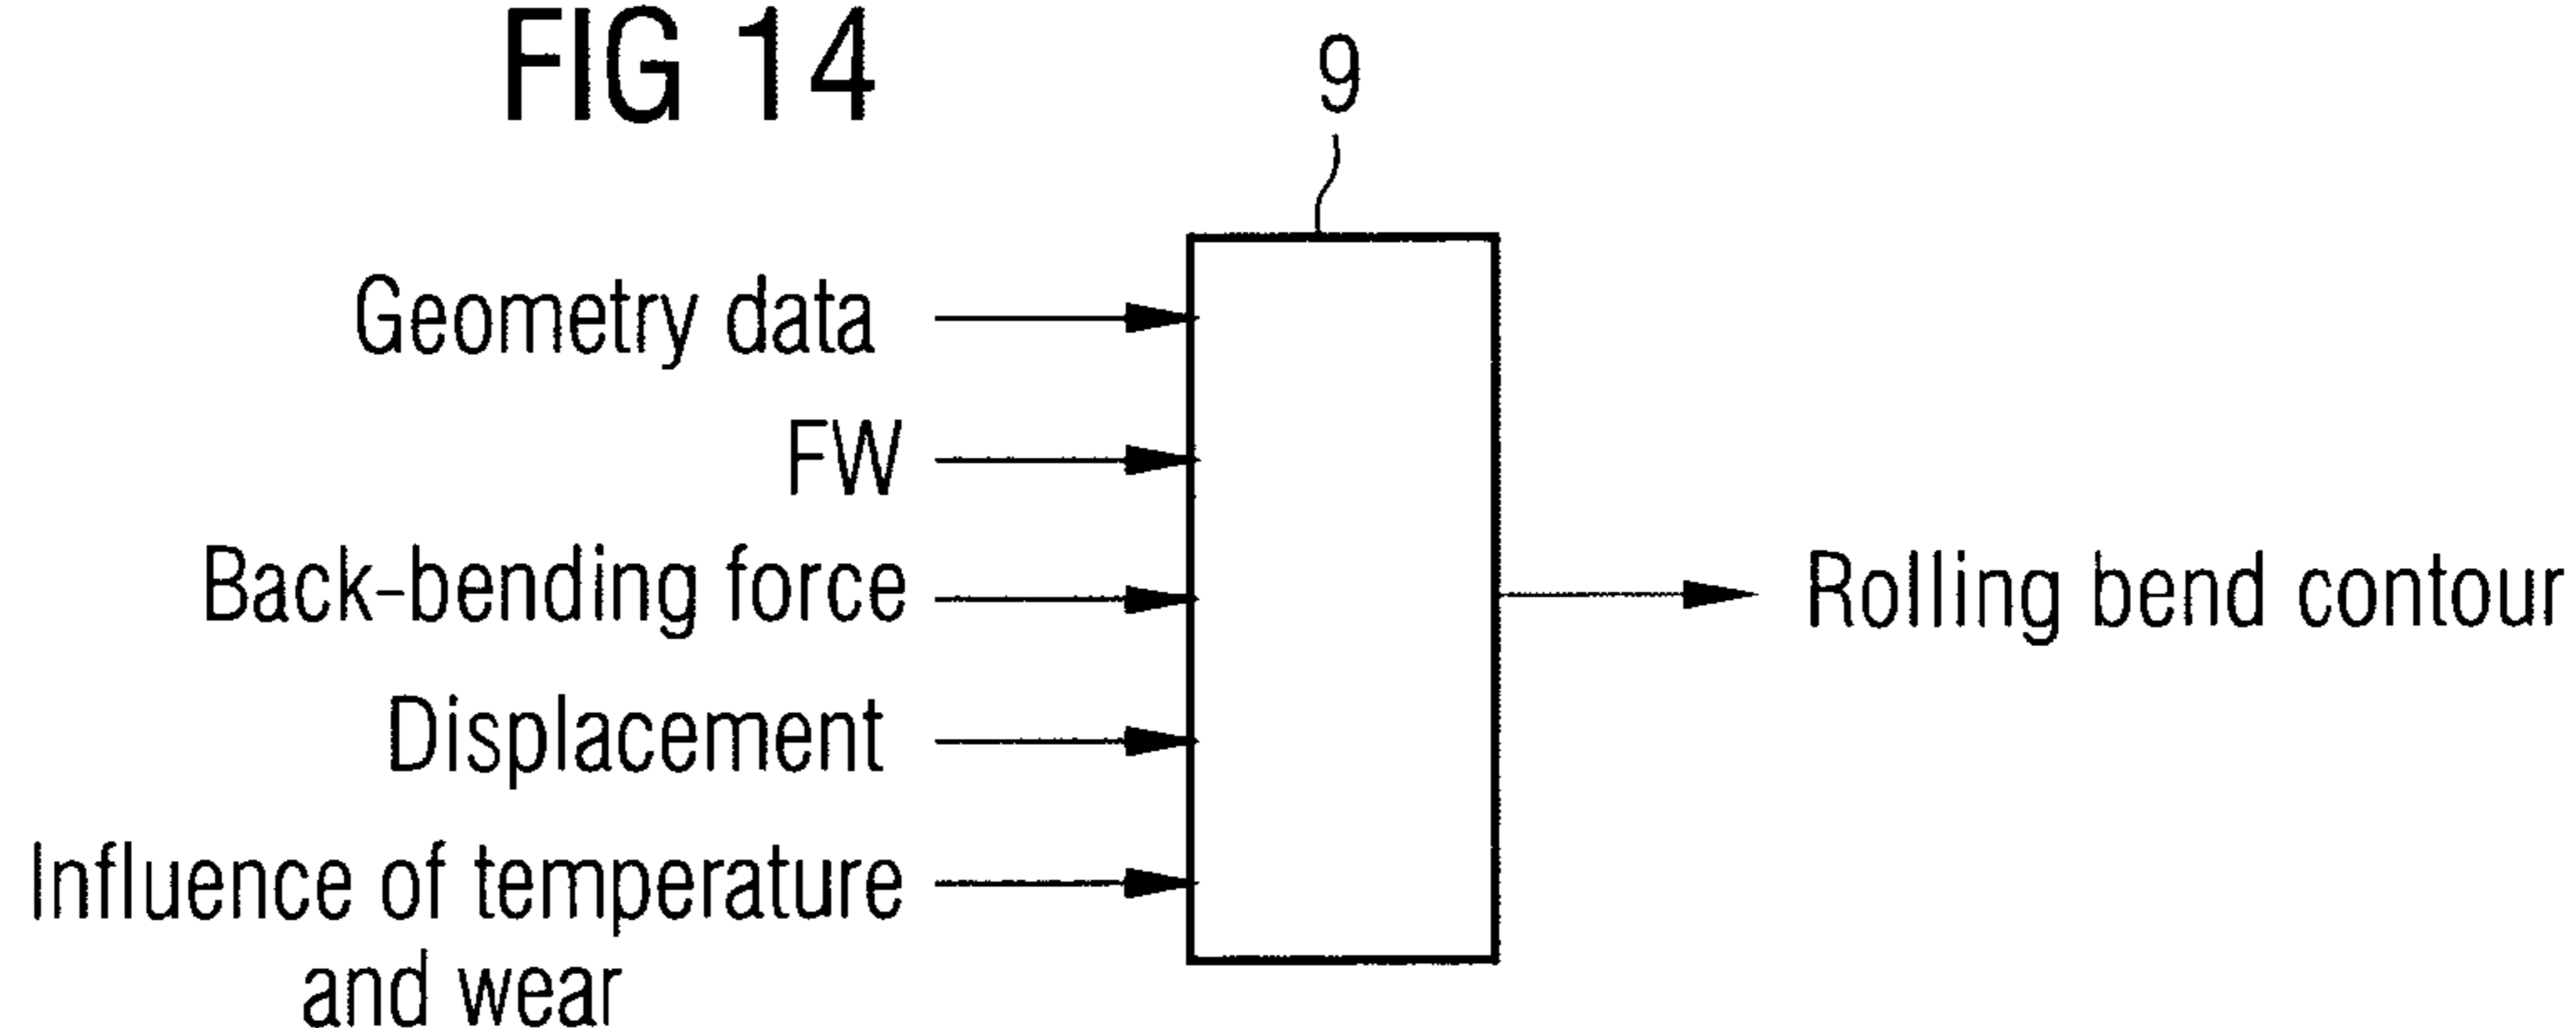 FIG 14
9
Geometry data
FW
Back-bending force
Displacement
Influence of temperature
and wear
Rolling bend contour